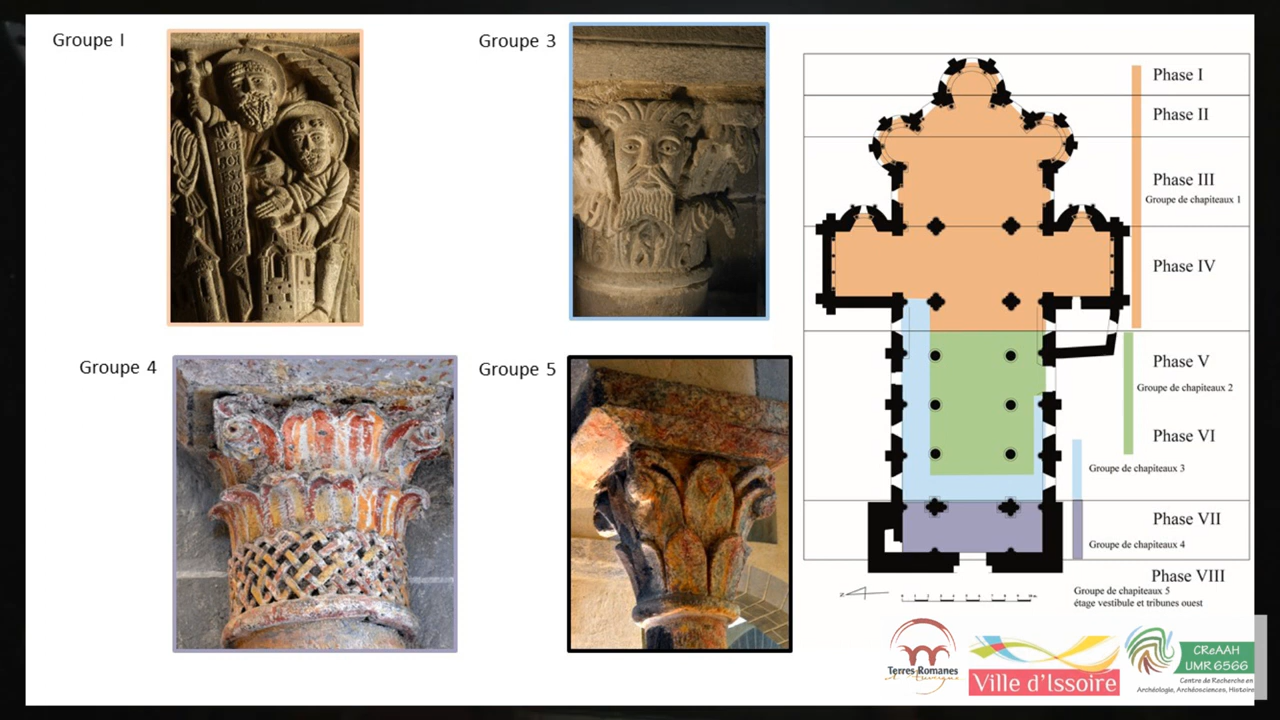 Groupe I
Groupe 3
Groupe 4
Groupe 5
Phase I
Phase II
Phase III
Groupe de chapiteaux 1
Phase IV
Phase V
Groupe de chapiteaux 2
Phase VI
Groupe de chapiteaux 3
Phase VII
Groupe de chapiteaux 4
Phase VIII
Groupe de chapiteaux 5
étage vestibule et tribunes ouest
Terres Romanes
d'Auvergne
Ville d'Issoire
CReAAH
UMR 6566
Centre de Recherche en
Archéologie, Archéosciences, Histoire